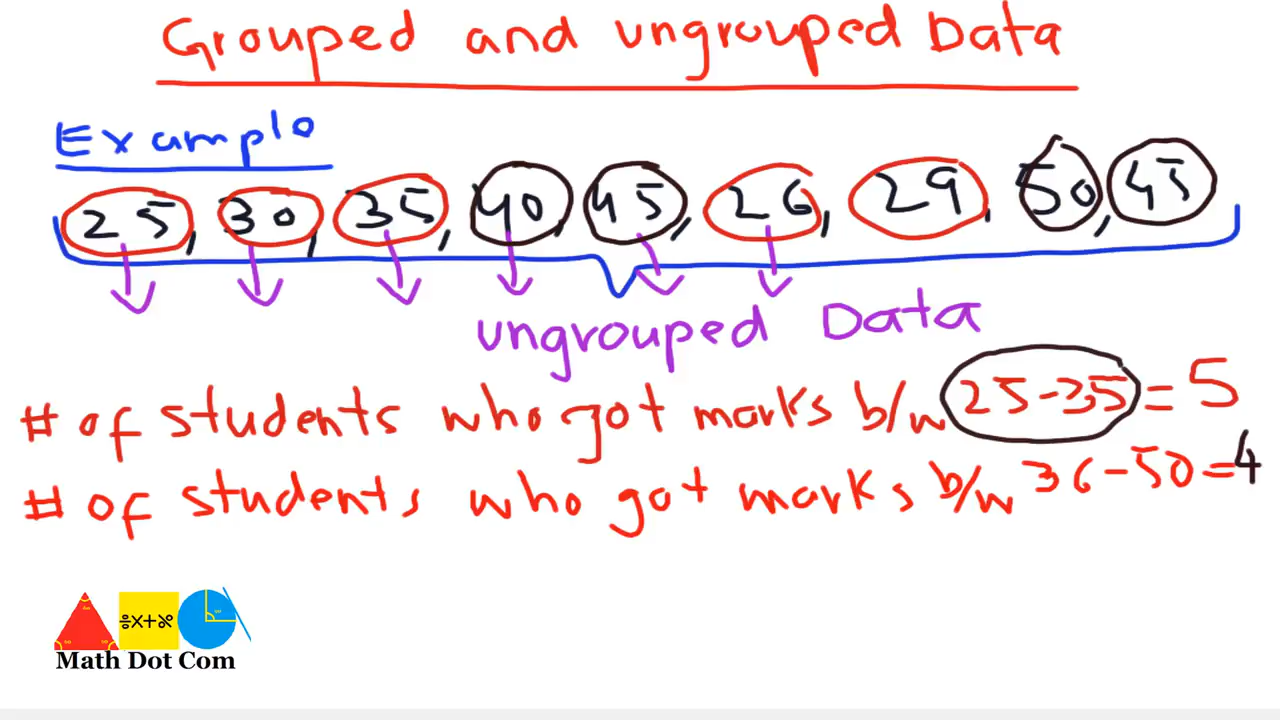 Grouped and ungrouped Data
Example
25, 30, 35, 40, 45, 26, 29, 50, 45
ungrouped Data
# of students who got marks b/w 25-35 = 5
# of students who got marks b/w 36-50 = 4
÷x+%
Math Dot Com